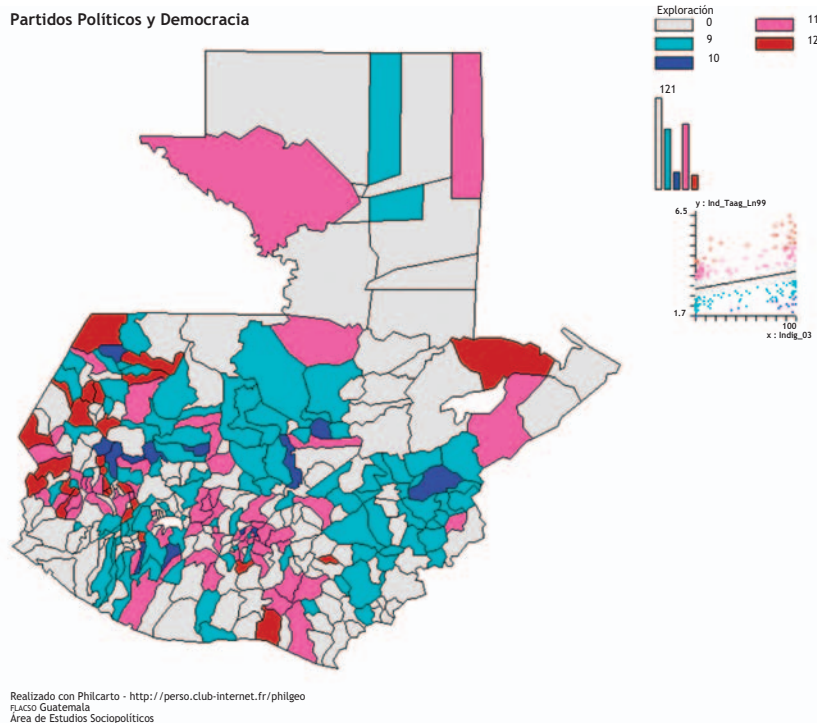 Partidos Políticos y Democracia
Exploración
0
11
9
12
10
121
y : Ind_Taag_Ln99
6.5
1.7
100
x : Indig_03
Realizado con Philcarto - http://perso.club-internet.fr/philgeo
FLACSO Guatemala
Área de Estudios Sociopolíticos